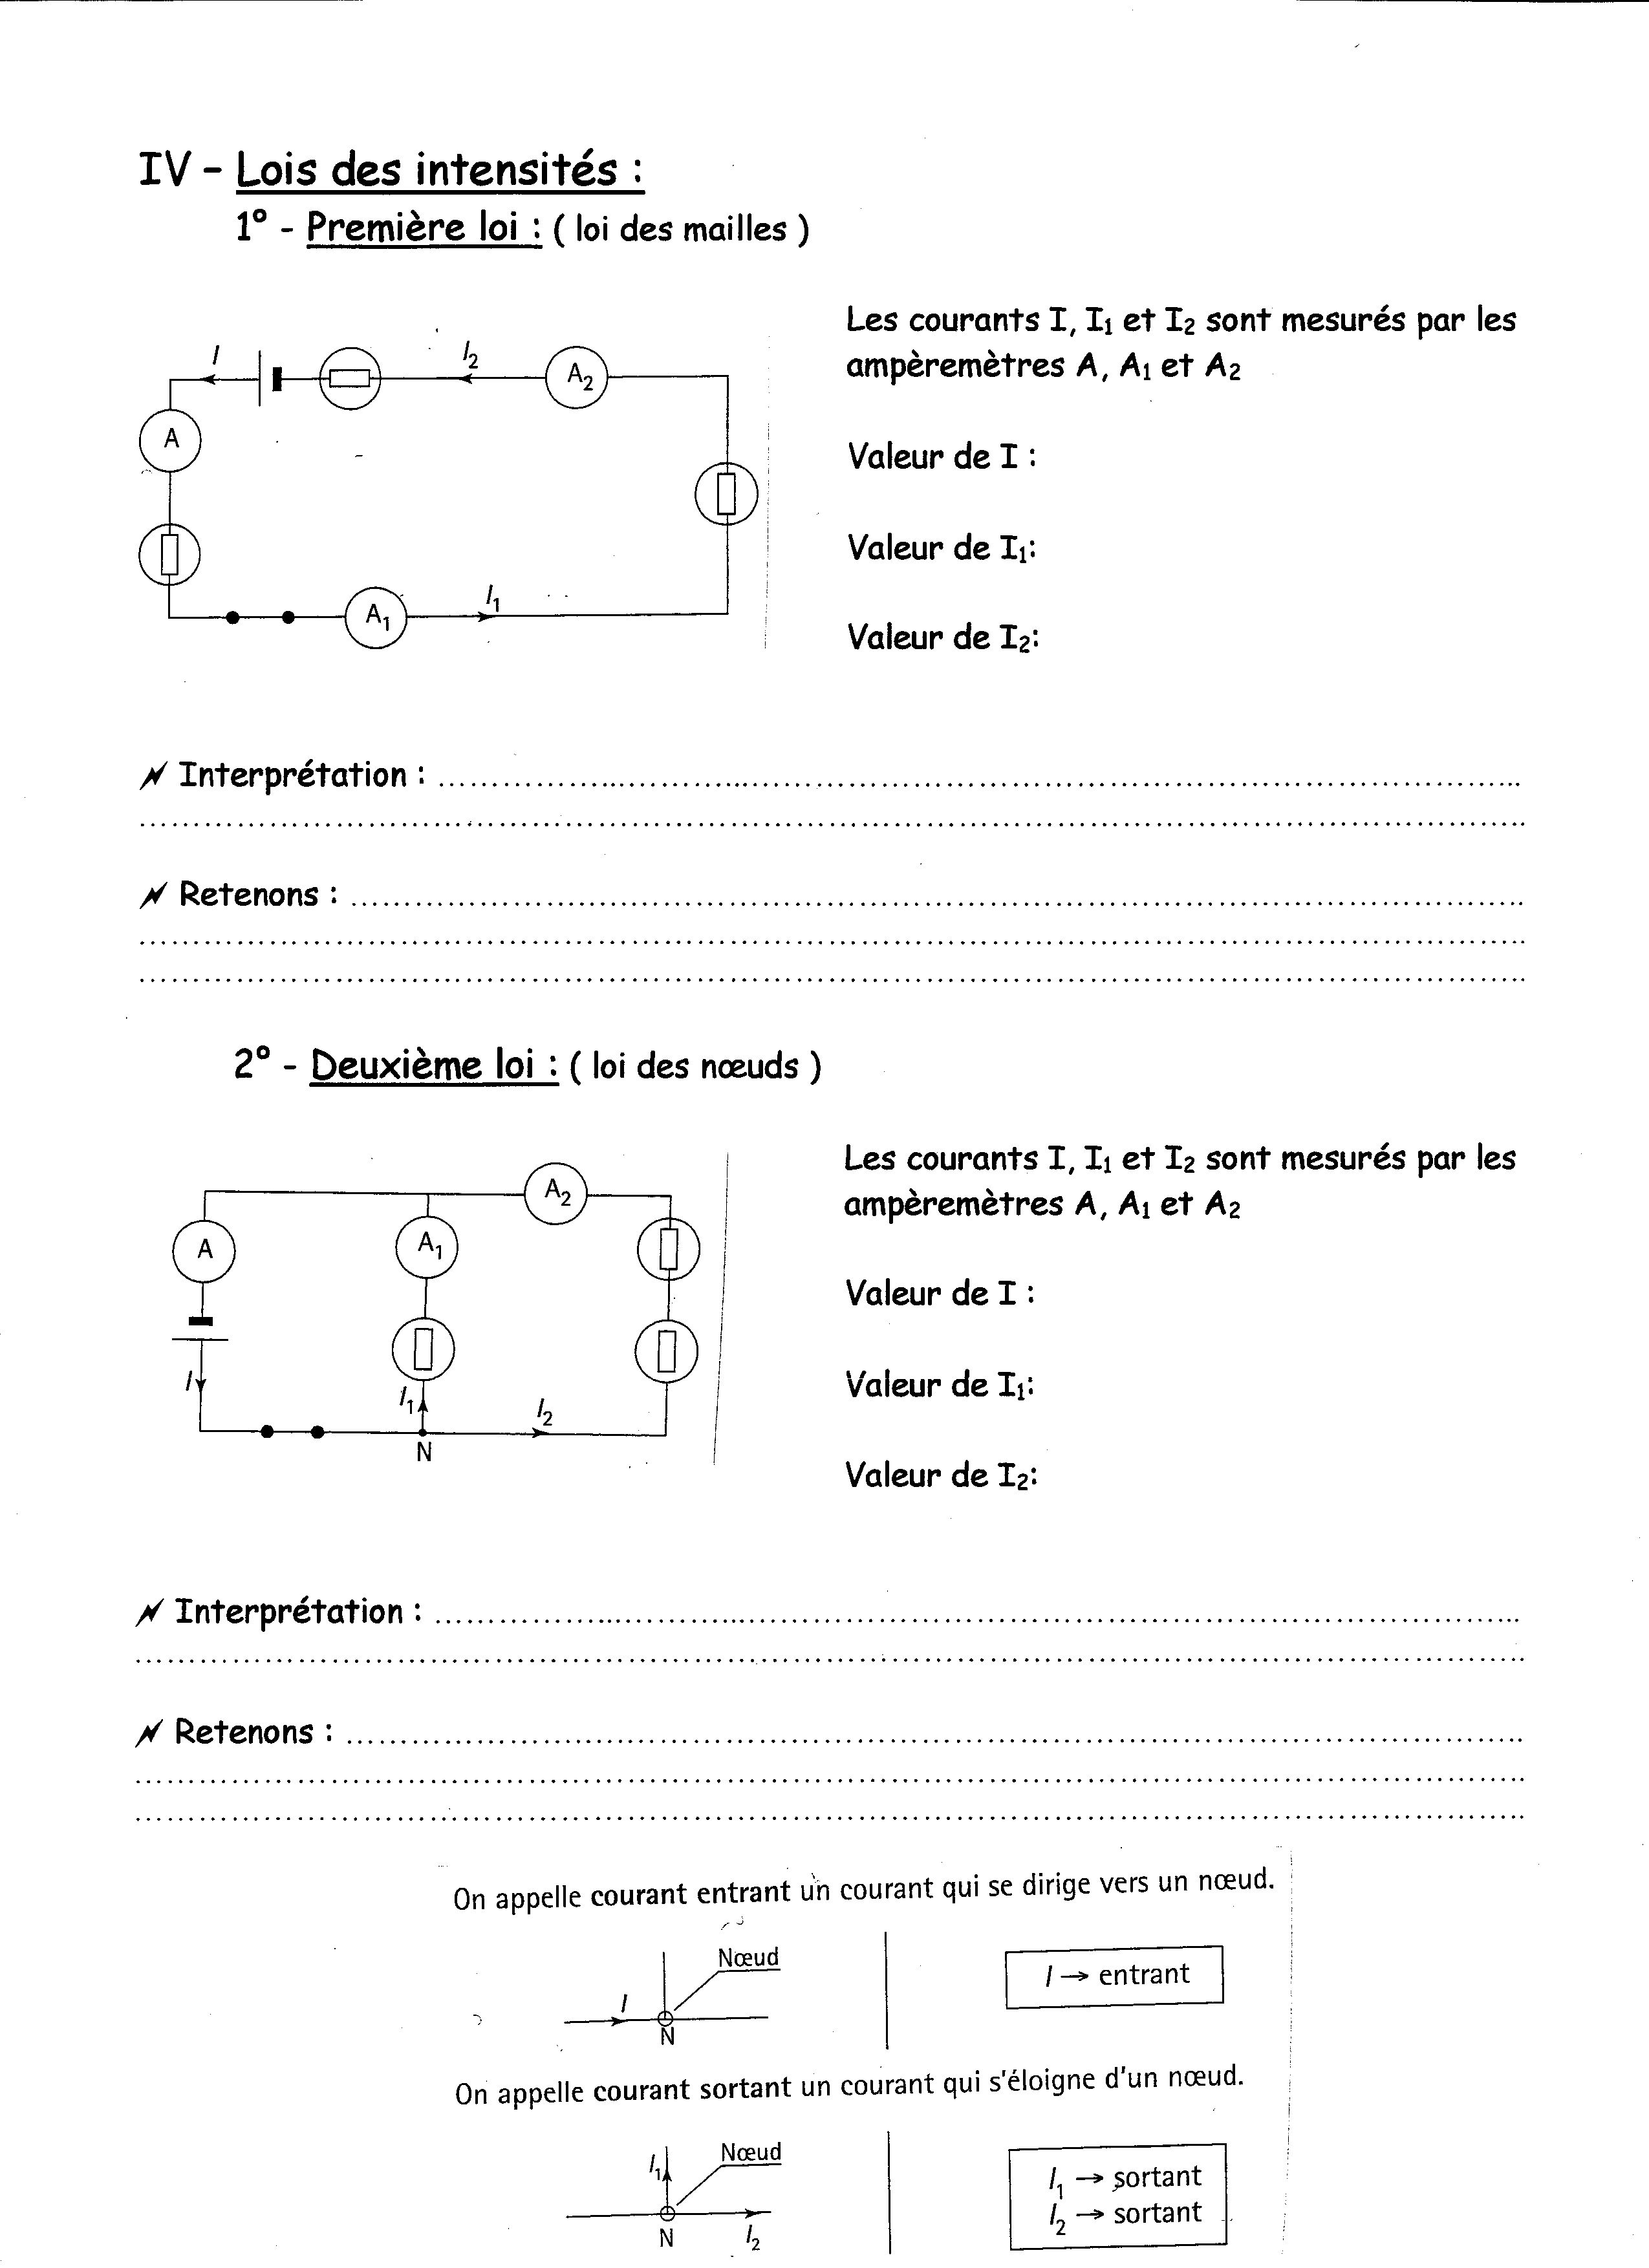 IV - Lois des intensités :
1° - Première loi : ( loi des mailles )
Les courants I, I₁ et I₂ sont mesurés par les
ampèremètres A, A₁ et A₂
I
I₂
A₂
A
Valeur de I :
Valeur de I₁:
I₁
A₁
Valeur de I₂:
Interprétation : ........................................................................
........................................................................
Retenons : ........................................................................
........................................................................
........................................................................
2° - Deuxième loi : ( loi des nœuds )
Les courants I, I₁ et I₂ sont mesurés par les
ampèremètres A, A₁ et A₂
A₂
A
A₁
Valeur de I :
I
I₁
I₂
N
Valeur de I₁:
Valeur de I₂:
Interprétation : ........................................................................
........................................................................
Retenons : ........................................................................
........................................................................
........................................................................
On appelle courant entrant un courant qui se dirige vers un nœud.
Nœud
I
N
I → entrant
On appelle courant sortant un courant qui s'éloigne d'un nœud.
Nœud
I₁
N
I₂
I₁ → sortant
I₂ → sortant